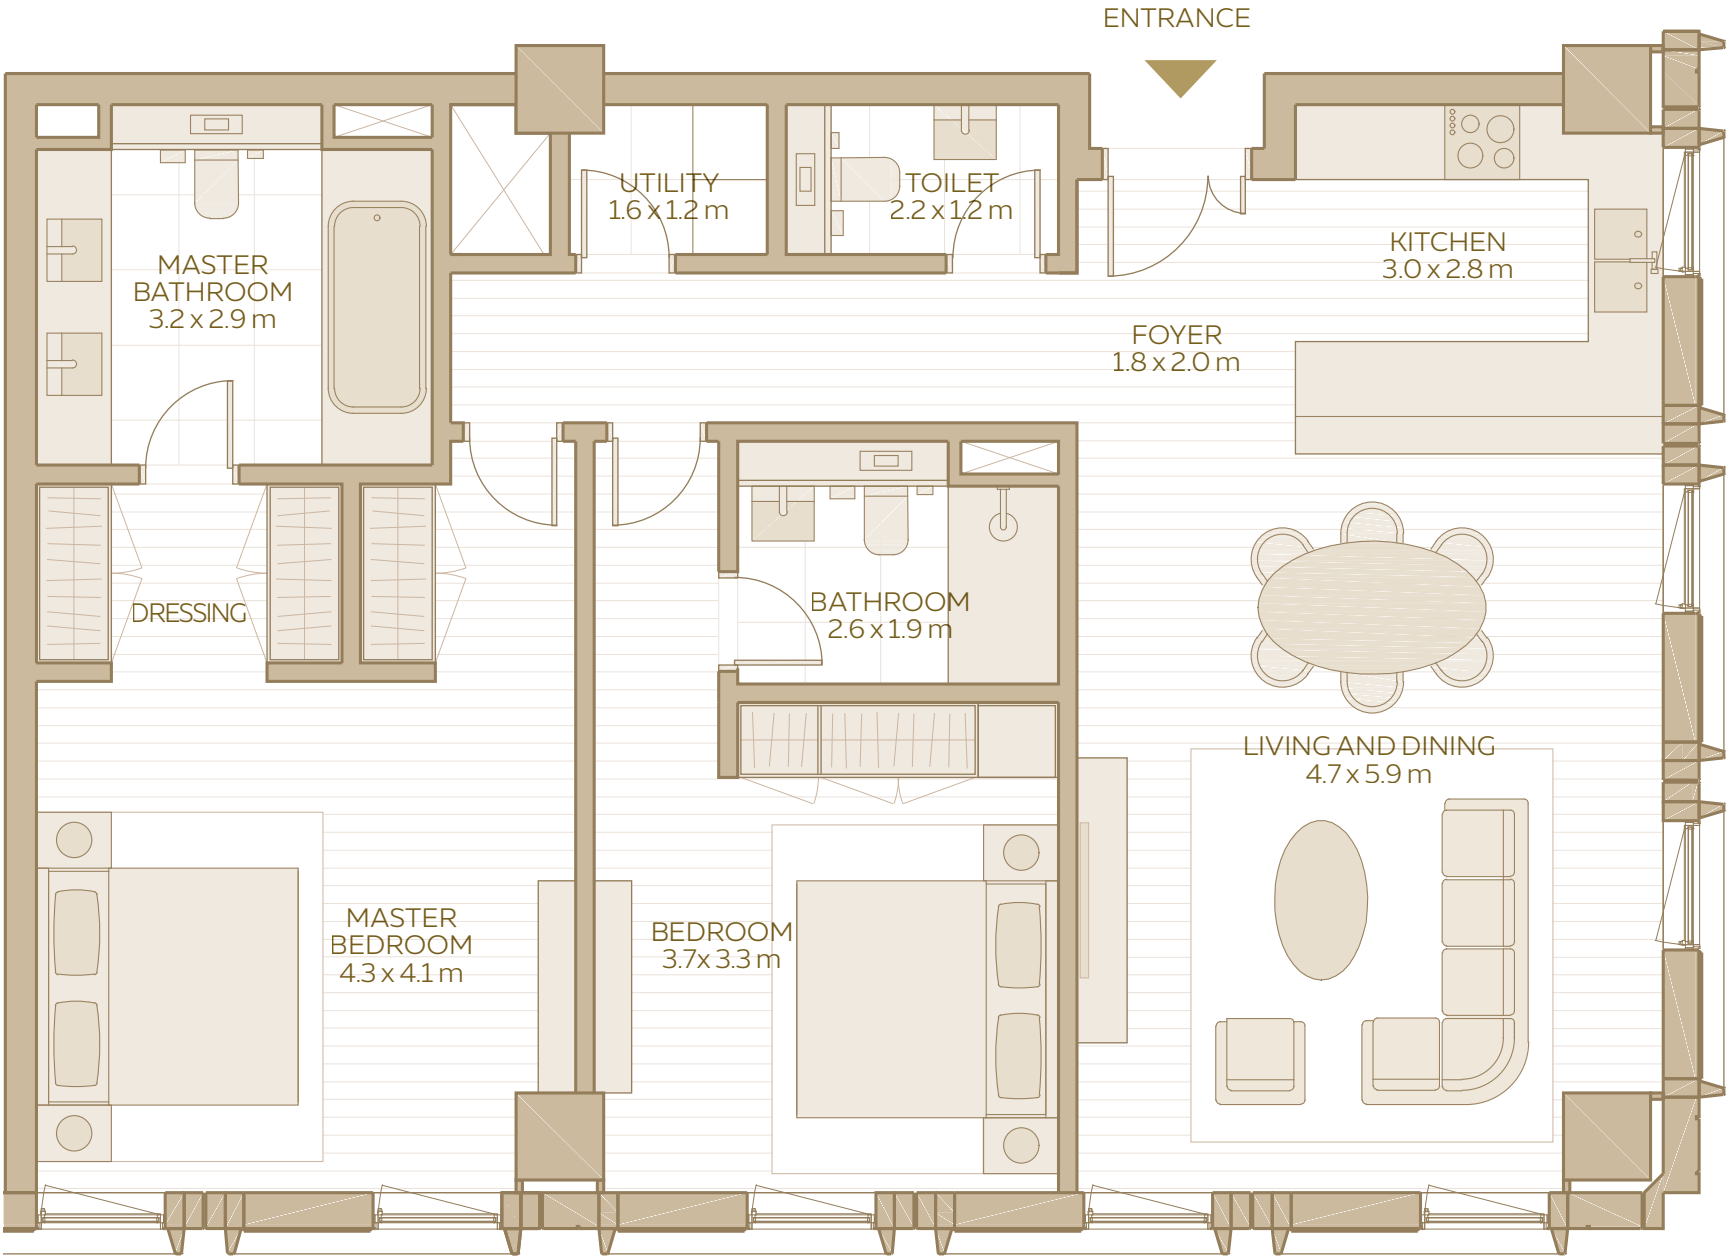 ENTRANCE
UTILITY
1.6 x 1.2 m
TOILET
2.2 x 1.2 m
KITCHEN
3.0 x 2.8 m
MASTER
BATHROOM
3.2 x 2.9 m
FOYER
1.8 x 2.0 m
DRESSING
BATHROOM
2.6 x 1.9 m
LIVING AND DINING
4.7 x 5.9 m
MASTER
BEDROOM
4.3 x 4.1 m
BEDROOM
3.7x 3.3 m